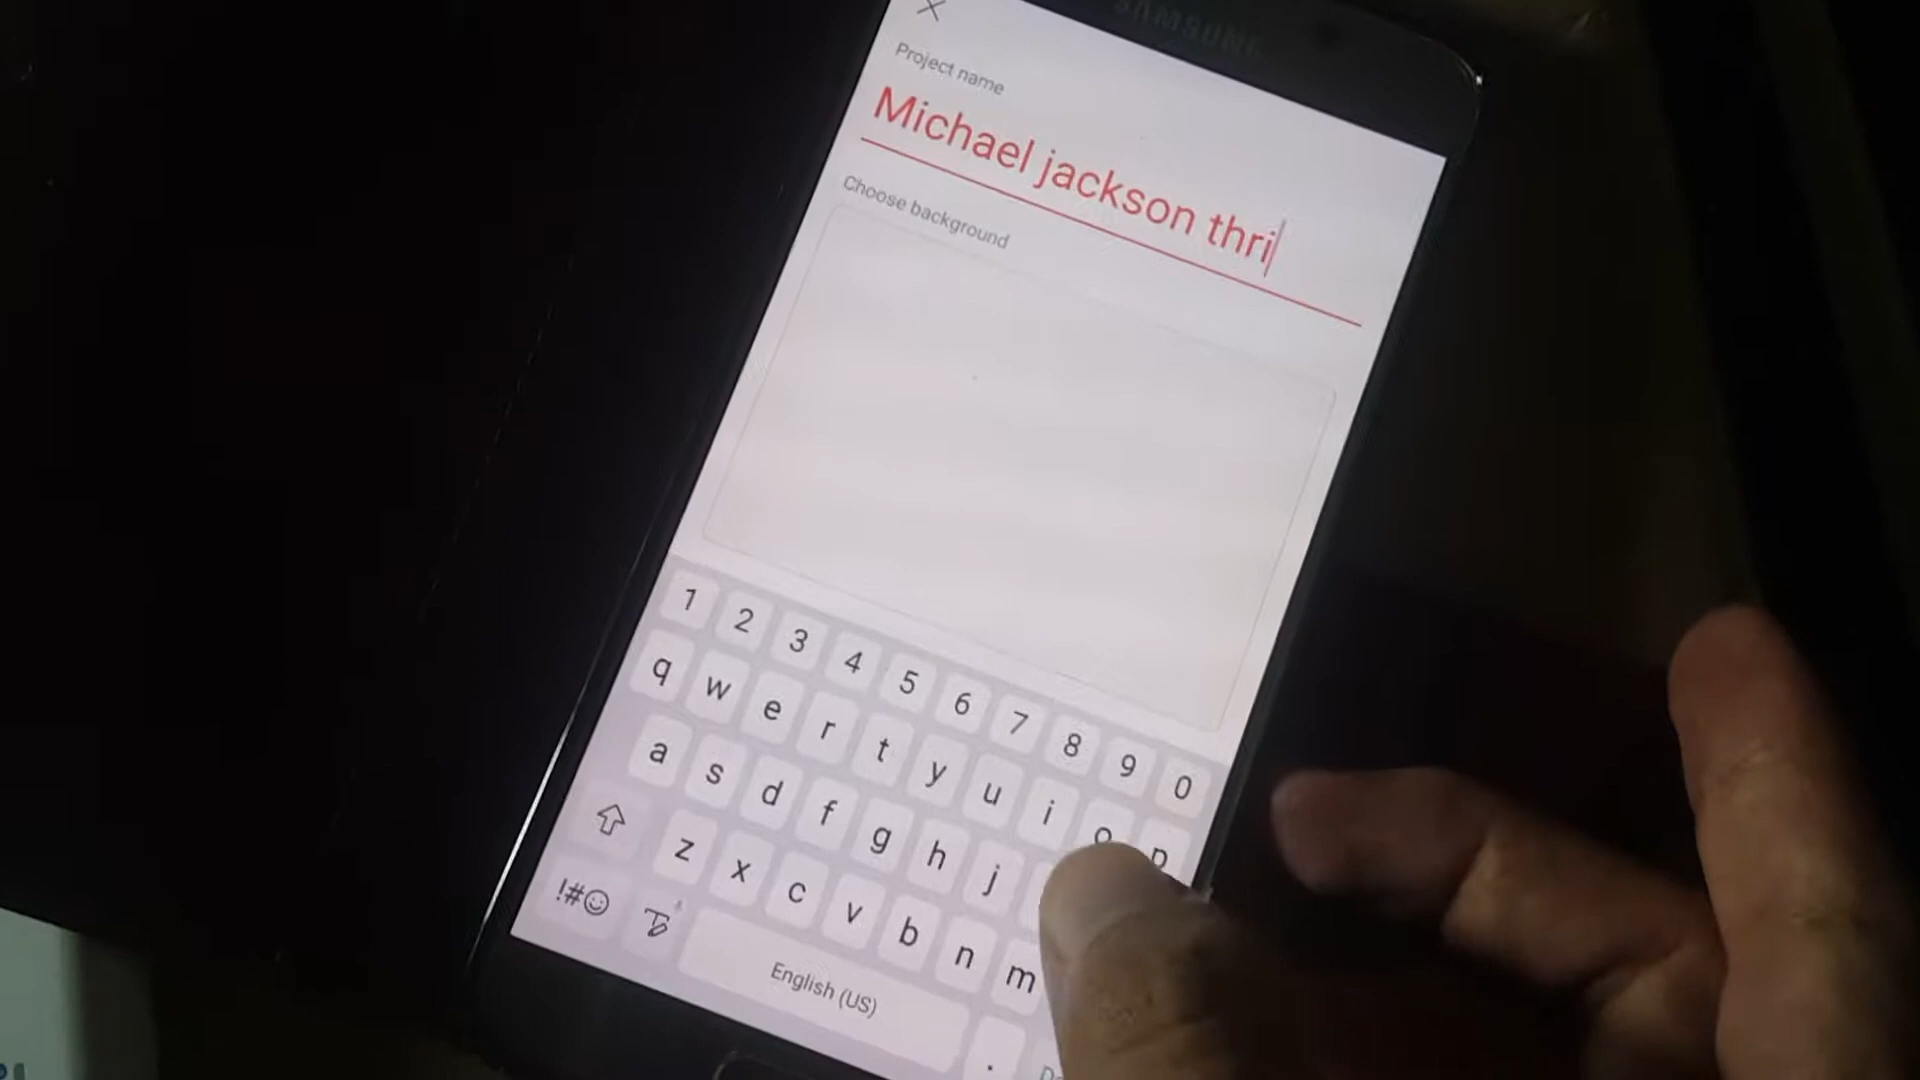 SAMSUNG
Project name
Michael jackson thri
Choose background
1 2 3 4 5 6 7 8 9 0
q w e r t y u i o p
a s d f g h j
z x c v b n m
!#☺
English (US) .